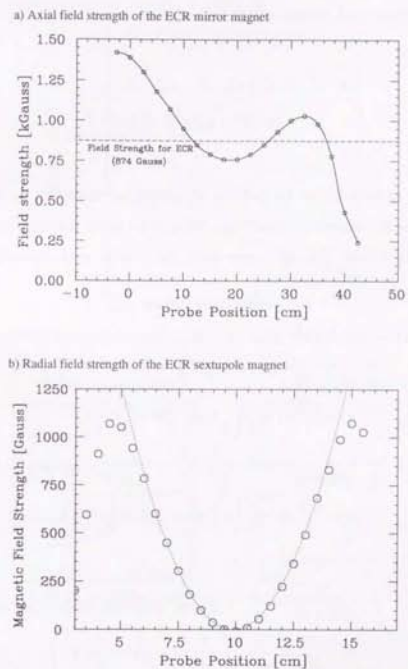 a) Axial field strength of the ECR mirror magnet
1.50
1.25
1.00
0.75
0.50
0.25
0.00
Field strength [kGauss]
Field Strength for ECR
(874 Gauss)
-10 0 10 20 30 40 50
Probe Position [cm]
b) Radial field strength of the ECR sextupole magnet
1250
1000
750
500
250
0
Magnetic Field Strength [Gauss]
5 7.5 10 12.5 15
Probe Position [cm]